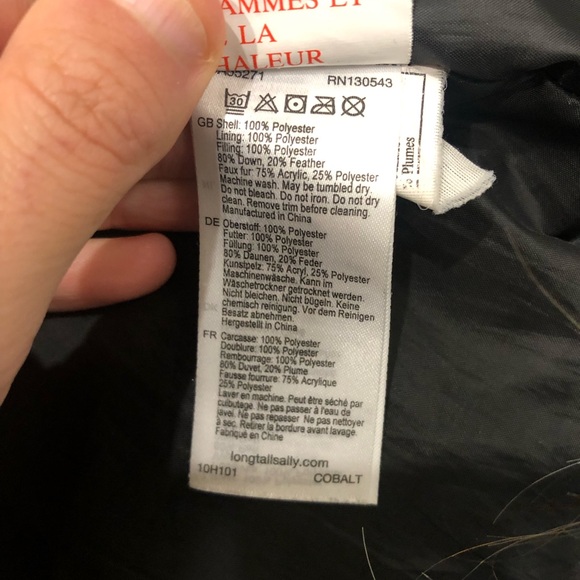 AMMES ET
LA
HALEUR
RN130543
30
GB Shell: 100% Polyester
Lining: 100% Polyester
Filling: 100% Polyester
80% Down, 20% Feather
Faux fur: 75% Acrylic, 25% Polyester
Machine wash. May be tumbled dry.
Do not bleach. Do not iron. Do not dry
clean. Remove trim before cleaning.
Manufactured in China
DE Oberstoff: 100% Polyester
Futter: 100% Polyester
Füllung: 100% Polyester
80% Daunen, 20% Feder
Kunstpelz: 75% Acryl, 25% Polyester
Maschinenwäsche. Kann im
Wäschetrockner getrocknet werden.
Nicht bleichen. Nicht bügeln. Keine
chemisch reinigung. Vor dem Reinigen
Besatz abnehmen.
Hergestellt in China
FR Carcasse: 100% Polyester
Doublure: 100% Polyester
Rembourrage: 100% Polyester
80% Duvet, 20% Plume
Fausse fourrure: 75% Acrylique
25% Polyester
Laver en machine. Peut être séché par
culbutage. Ne pas passer à l'eau de
javel. Ne pas repasser. Ne pas nettoyer
à sec. Retirer la bordure avant lavage.
Fabriqué en Chine
longtallsally.com
10H101 COBALT
Plumes